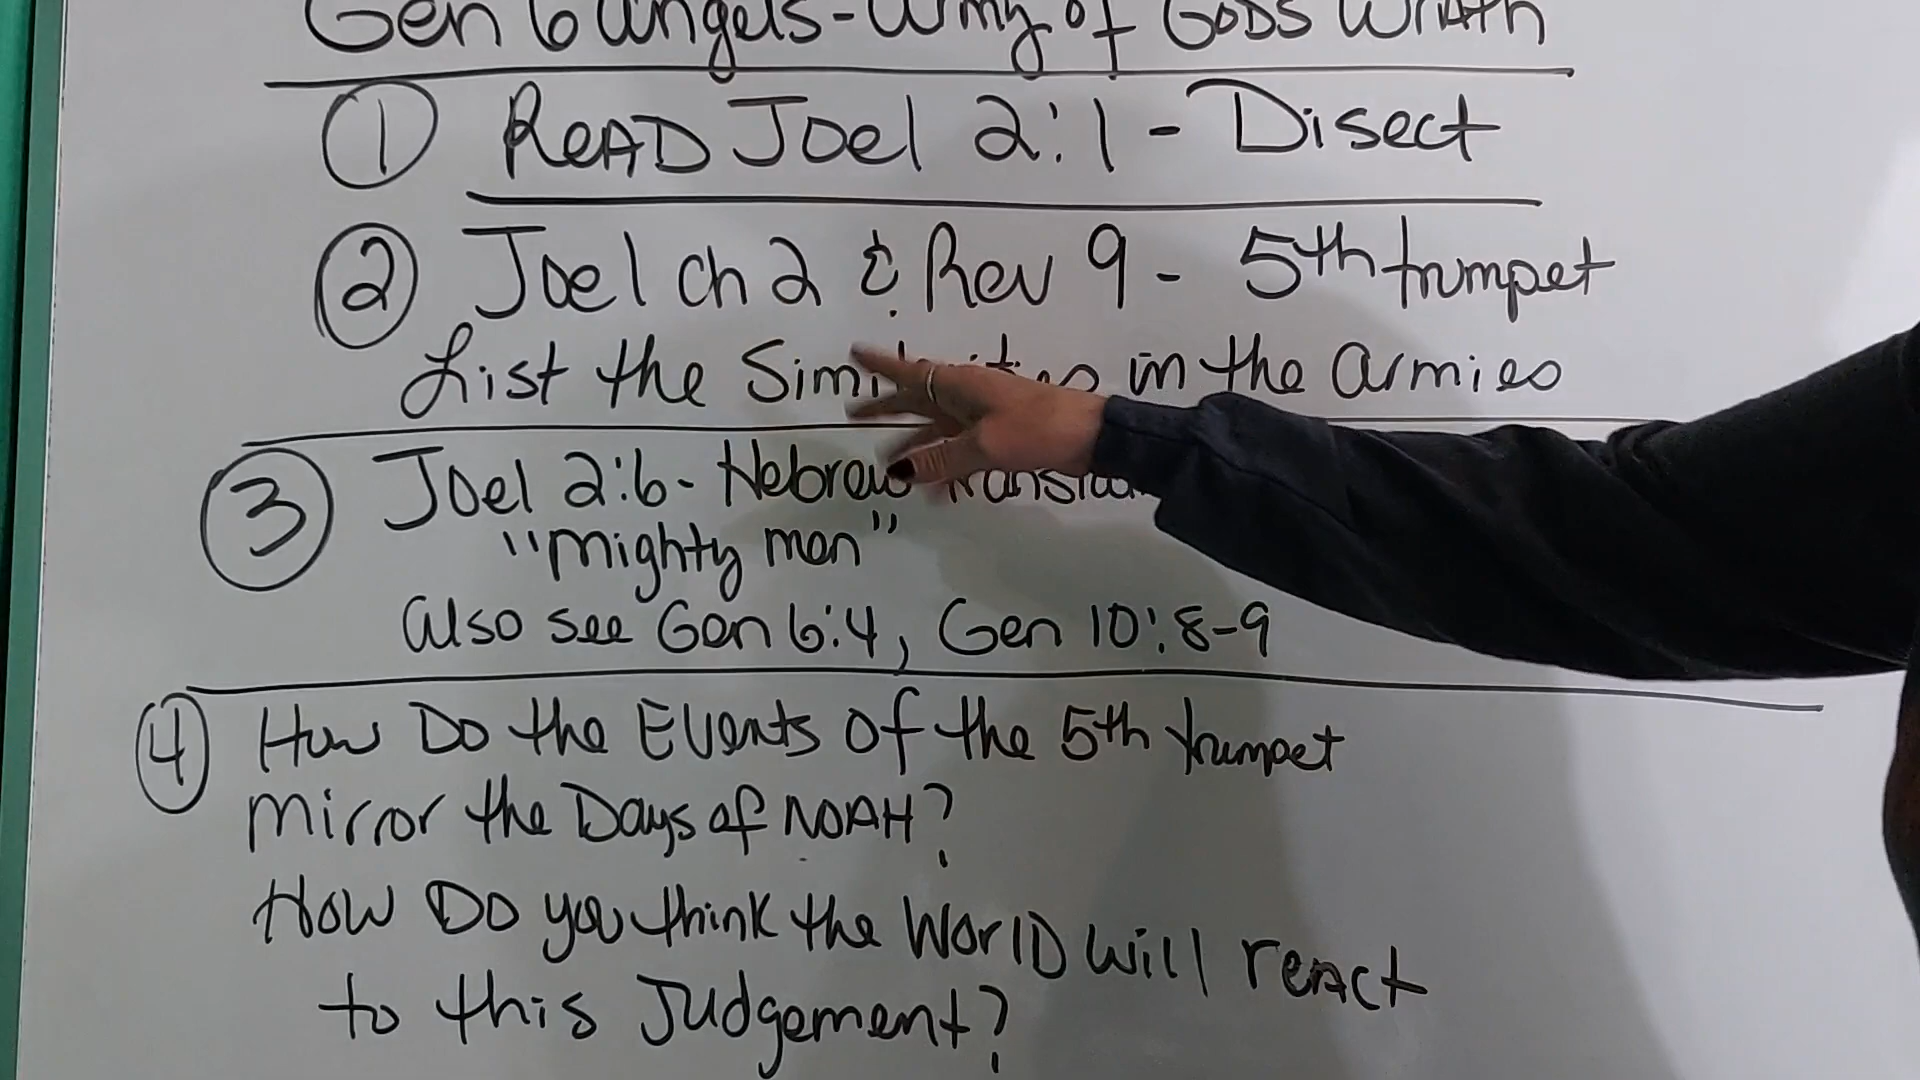 Gen 6 angels - army of GODS WRATH
① READ Joel 2:1 - Disect
② Joel ch 2 & Rev 9 - 5th trumpet
List the in the armies
③ Joel 2:6 - Hebrew
"mighty men"
also see Gen 6:4, Gen 10:8-9
④ How Do the Events of the 5th trumpet
mirror the Days of NOAH?
How Do you think the World will react
to this Judgement?